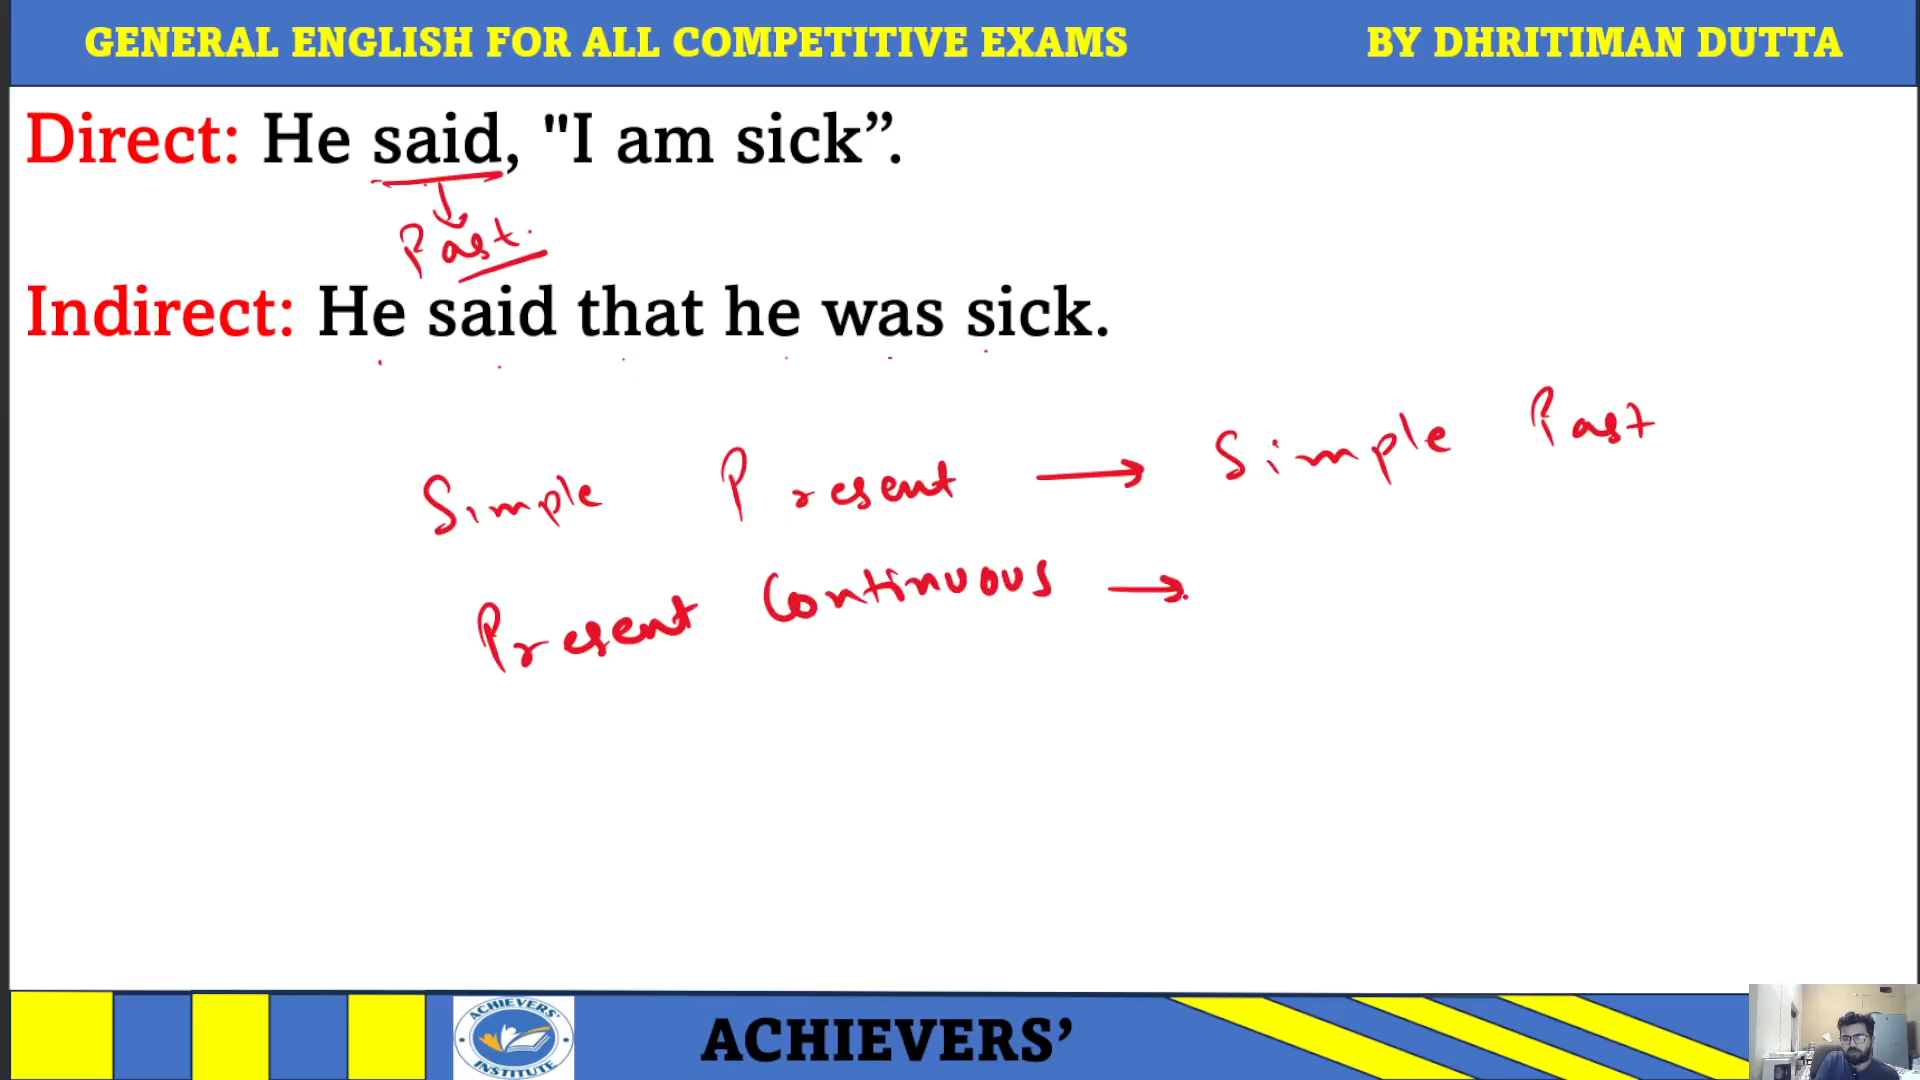 GENERAL ENGLISH FOR ALL COMPETITIVE EXAMS BY DHRITIMAN DUTTA
Direct: He said, "I am sick”.
Past.
Indirect: He said that he was sick.
Simple Present → Simple Past
Present Continuous →
ACHIEVERS' INSTITUTE
ACHIEVERS’